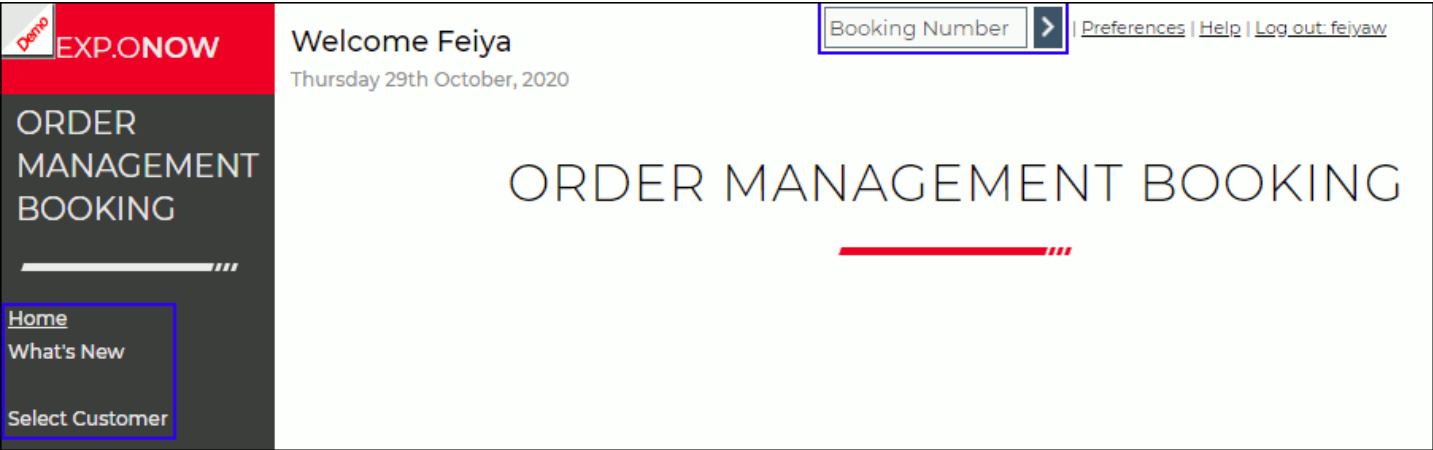 Demo
EXP.ONOW
Welcome Feiya
Thursday 29th October, 2020
Booking Number | Preferences | Help | Log out: feiyaw
ORDER
MANAGEMENT
BOOKING
ORDER MANAGEMENT BOOKING
Home
What's New
Select Customer